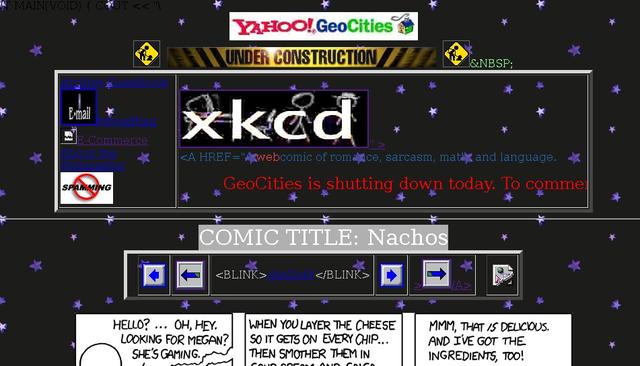 T MAIN(VOID) { COUT << "\
YAHOO! GeoCities
UNDER CONSTRUCTION
&NBSP;
E-mail
E-Commerce
SPAMMING
xkcd
">
<A HREF="A webcomic of romance, sarcasm, math, and language.
GeoCities is shutting down today. To comme
COMIC TITLE: Nachos
<BLINK>
</BLINK>
HELLO? ... OH, HEY.
LOOKING FOR MEGAN?
SHE'S GAMING.
WHEN YOU LAYER THE CHEESE
SO IT GETS ON EVERY CHIP...
THEN SMOTHER THEM IN
MMM, THAT IS DELICIOUS.
AND I'VE GOT THE
INGREDIENTS, TOO!